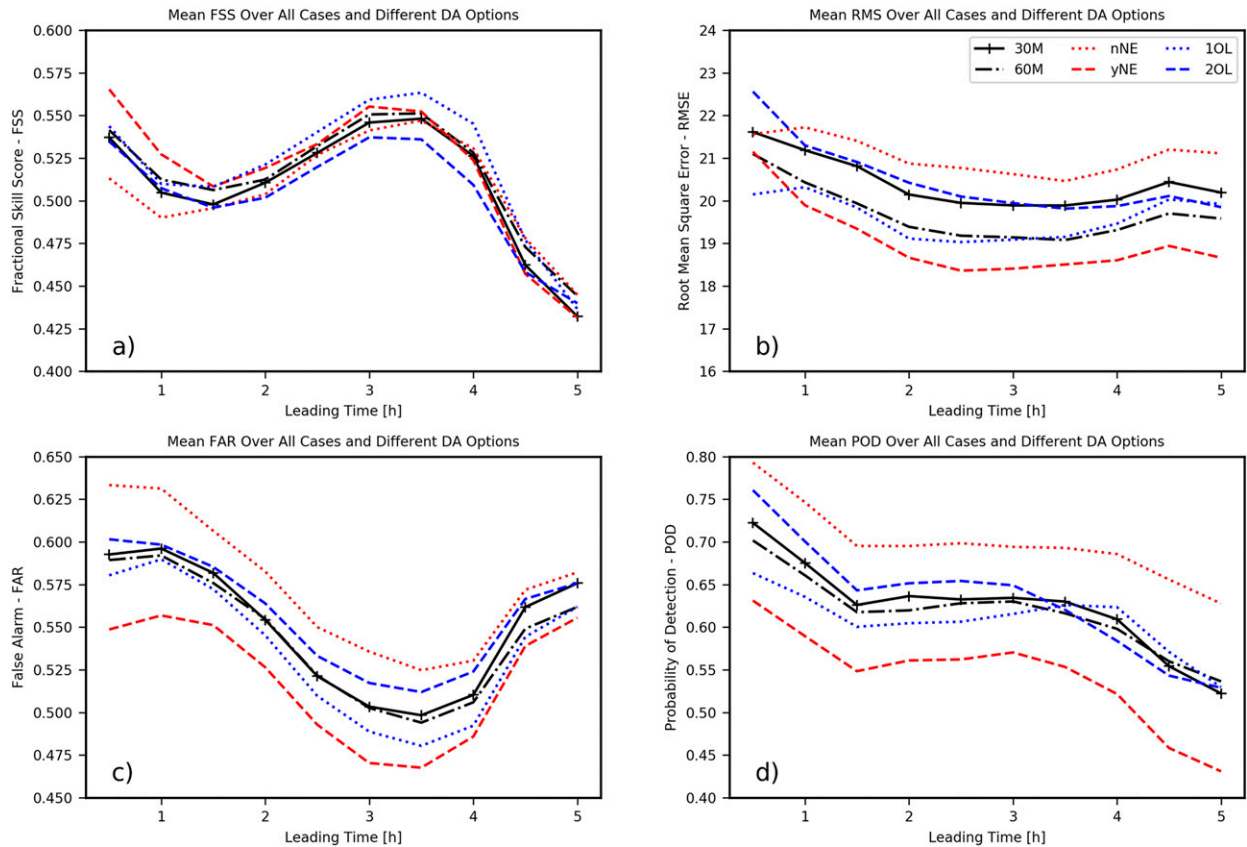 Mean FSS Over All Cases and Different DA Options
Fractional Skill Score - FSS
0.600
0.575
0.550
0.525
0.500
0.475
0.450
0.425
0.400
a)
1 2 3 4 5
Leading Time [h]
Mean RMS Over All Cases and Different DA Options
Root Mean Square Error - RMSE
24
23
22
21
20
19
18
17
16
30M nNE 1OL
60M yNE 2OL
b)
1 2 3 4 5
Leading Time [h]
Mean FAR Over All Cases and Different DA Options
False Alarm - FAR
0.650
0.625
0.600
0.575
0.550
0.525
0.500
0.475
0.450
c)
1 2 3 4 5
Leading Time [h]
Mean POD Over All Cases and Different DA Options
Probability of Detection - POD
0.80
0.75
0.70
0.65
0.60
0.55
0.50
0.45
0.40
d)
1 2 3 4 5
Leading Time [h]